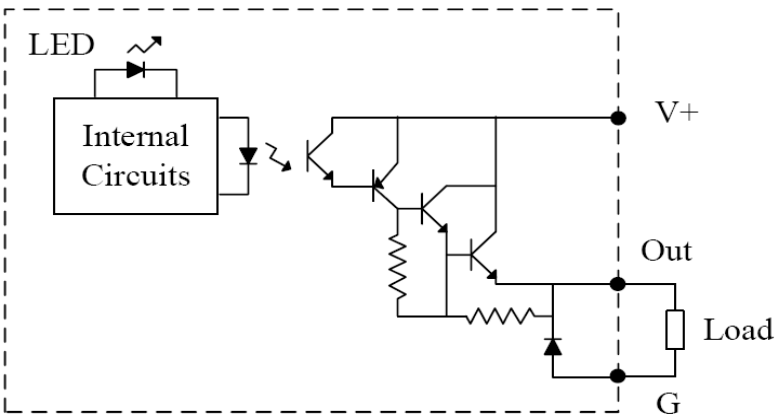 LED
V+
Internal
Circuits
Out
Load
G